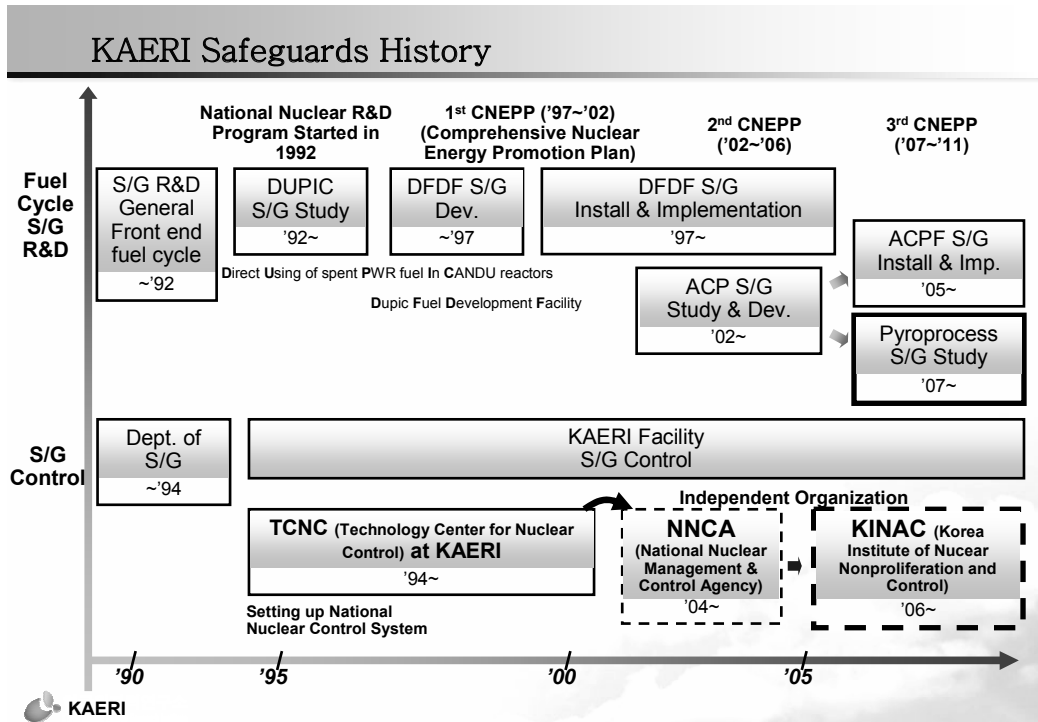 KAERI Safeguards History
National Nuclear R&D
Program Started in
1992
1st CNEPP ('97~'02)
(Comprehensive Nuclear
Energy Promotion Plan)
2nd CNEPP
('02~'06)
3rd CNEPP
('07~'11)
Fuel
Cycle
S/G
R&D
S/G R&D
General
Front end
fuel cycle
~'92
DUPIC
S/G Study
'92~
DFDF S/G
Dev.
~'97
DFDF S/G
Install & Implementation
'97~
Direct Using of spent PWR fuel In CANDU reactors
Dupic Fuel Development Facility
ACP S/G
Study & Dev.
'02~
ACPF S/G
Install & Imp.
'05~
Pyroprocess
S/G Study
'07~
S/G
Control
Dept. of
S/G
~'94
KAERI Facility
S/G Control
Independent Organization
TCNC (Technology Center for Nuclear
Control) at KAERI
'94~
NNCA
(National Nuclear
Management &
Control Agency)
'04~
KINAC (Korea
Institute of Nucear
Nonproliferation and
Control)
'06~
Setting up National
Nuclear Control System
'90
'95
'00
'05
KAERI